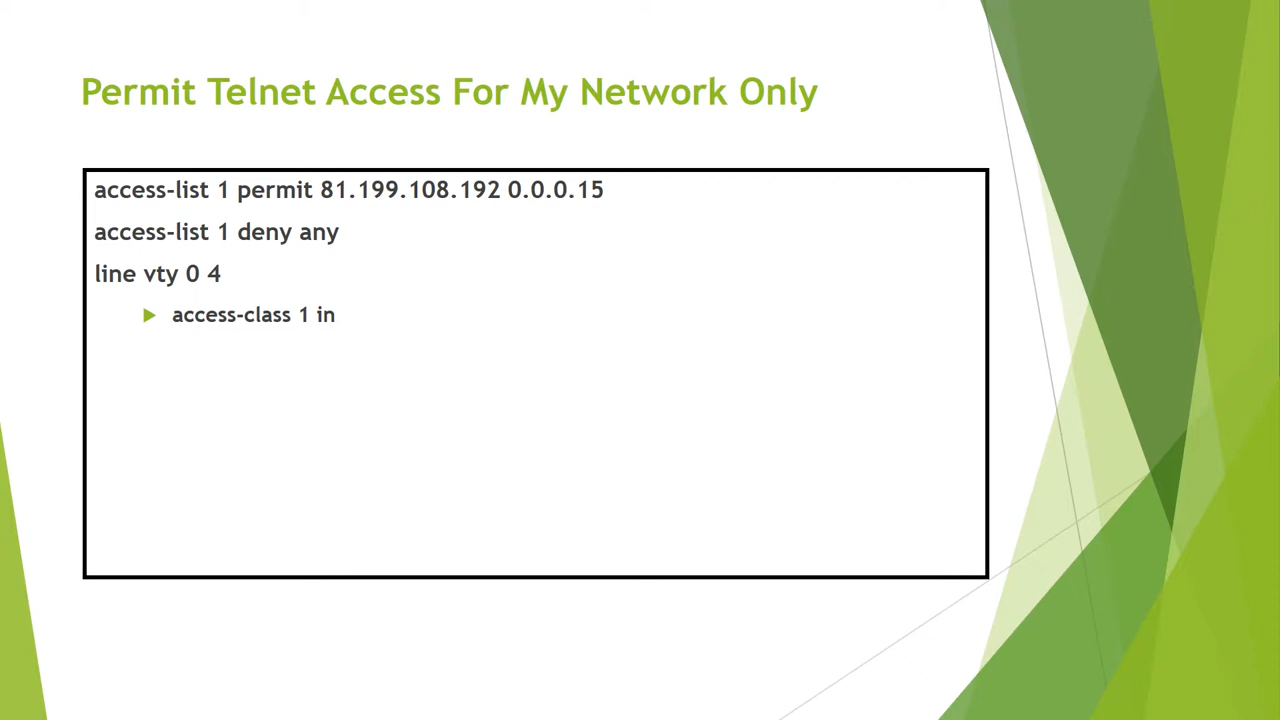 Permit Telnet Access For My Network Only
access-list 1 permit 81.199.108.192 0.0.0.15
access-list 1 deny any
line vty 0 4
access-class 1 in